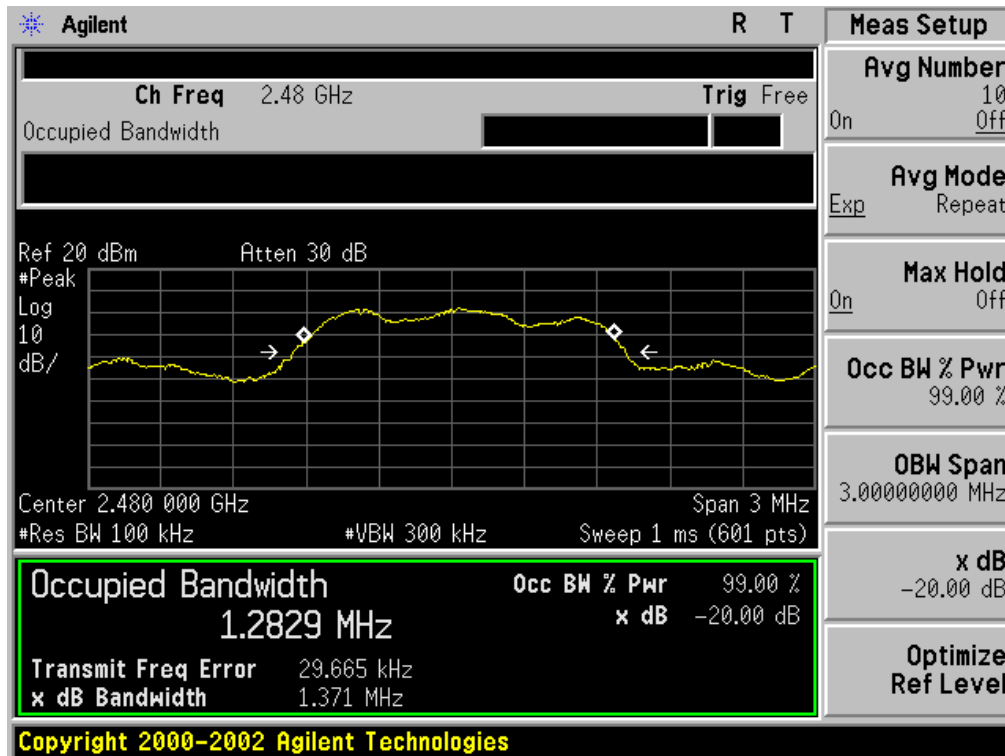 Agilent R T
Meas Setup
Ch Freq 2.48 GHz Trig Free
Occupied Bandwidth
Ref 20 dBm Atten 30 dB
#Peak
Log
10
dB/
Center 2.480 000 GHz Span 3 MHz
#Res BW 100 kHz #VBW 300 kHz Sweep 1 ms (601 pts)
Occupied Bandwidth
1.2829 MHz
Occ BW % Pwr 99.00 %
x dB -20.00 dB
Transmit Freq Error 29.665 kHz
x dB Bandwidth 1.371 MHz
Avg Number
10
On Off
Avg Mode
Exp Repeat
Max Hold
On Off
Occ BW % Pwr
99.00 %
OBW Span
3.00000000 MHz
x dB
-20.00 dB
Optimize
Ref Level
Copyright 2000-2002 Agilent Technologies